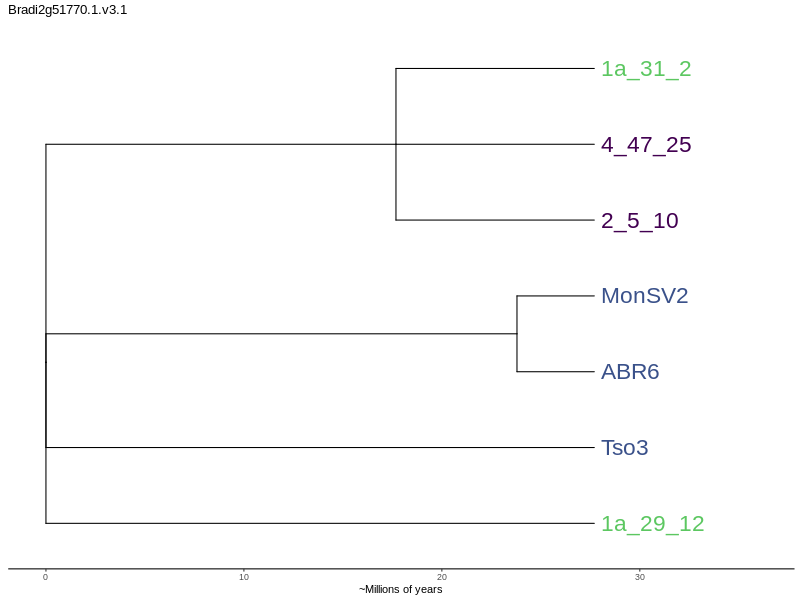 Bradi2g51770.1.v3.1
1a_31_2
4_47_25
2_5_10
MonSV2
ABR6
Tso3
1a_29_12
0 10 20 30
~Millions of years